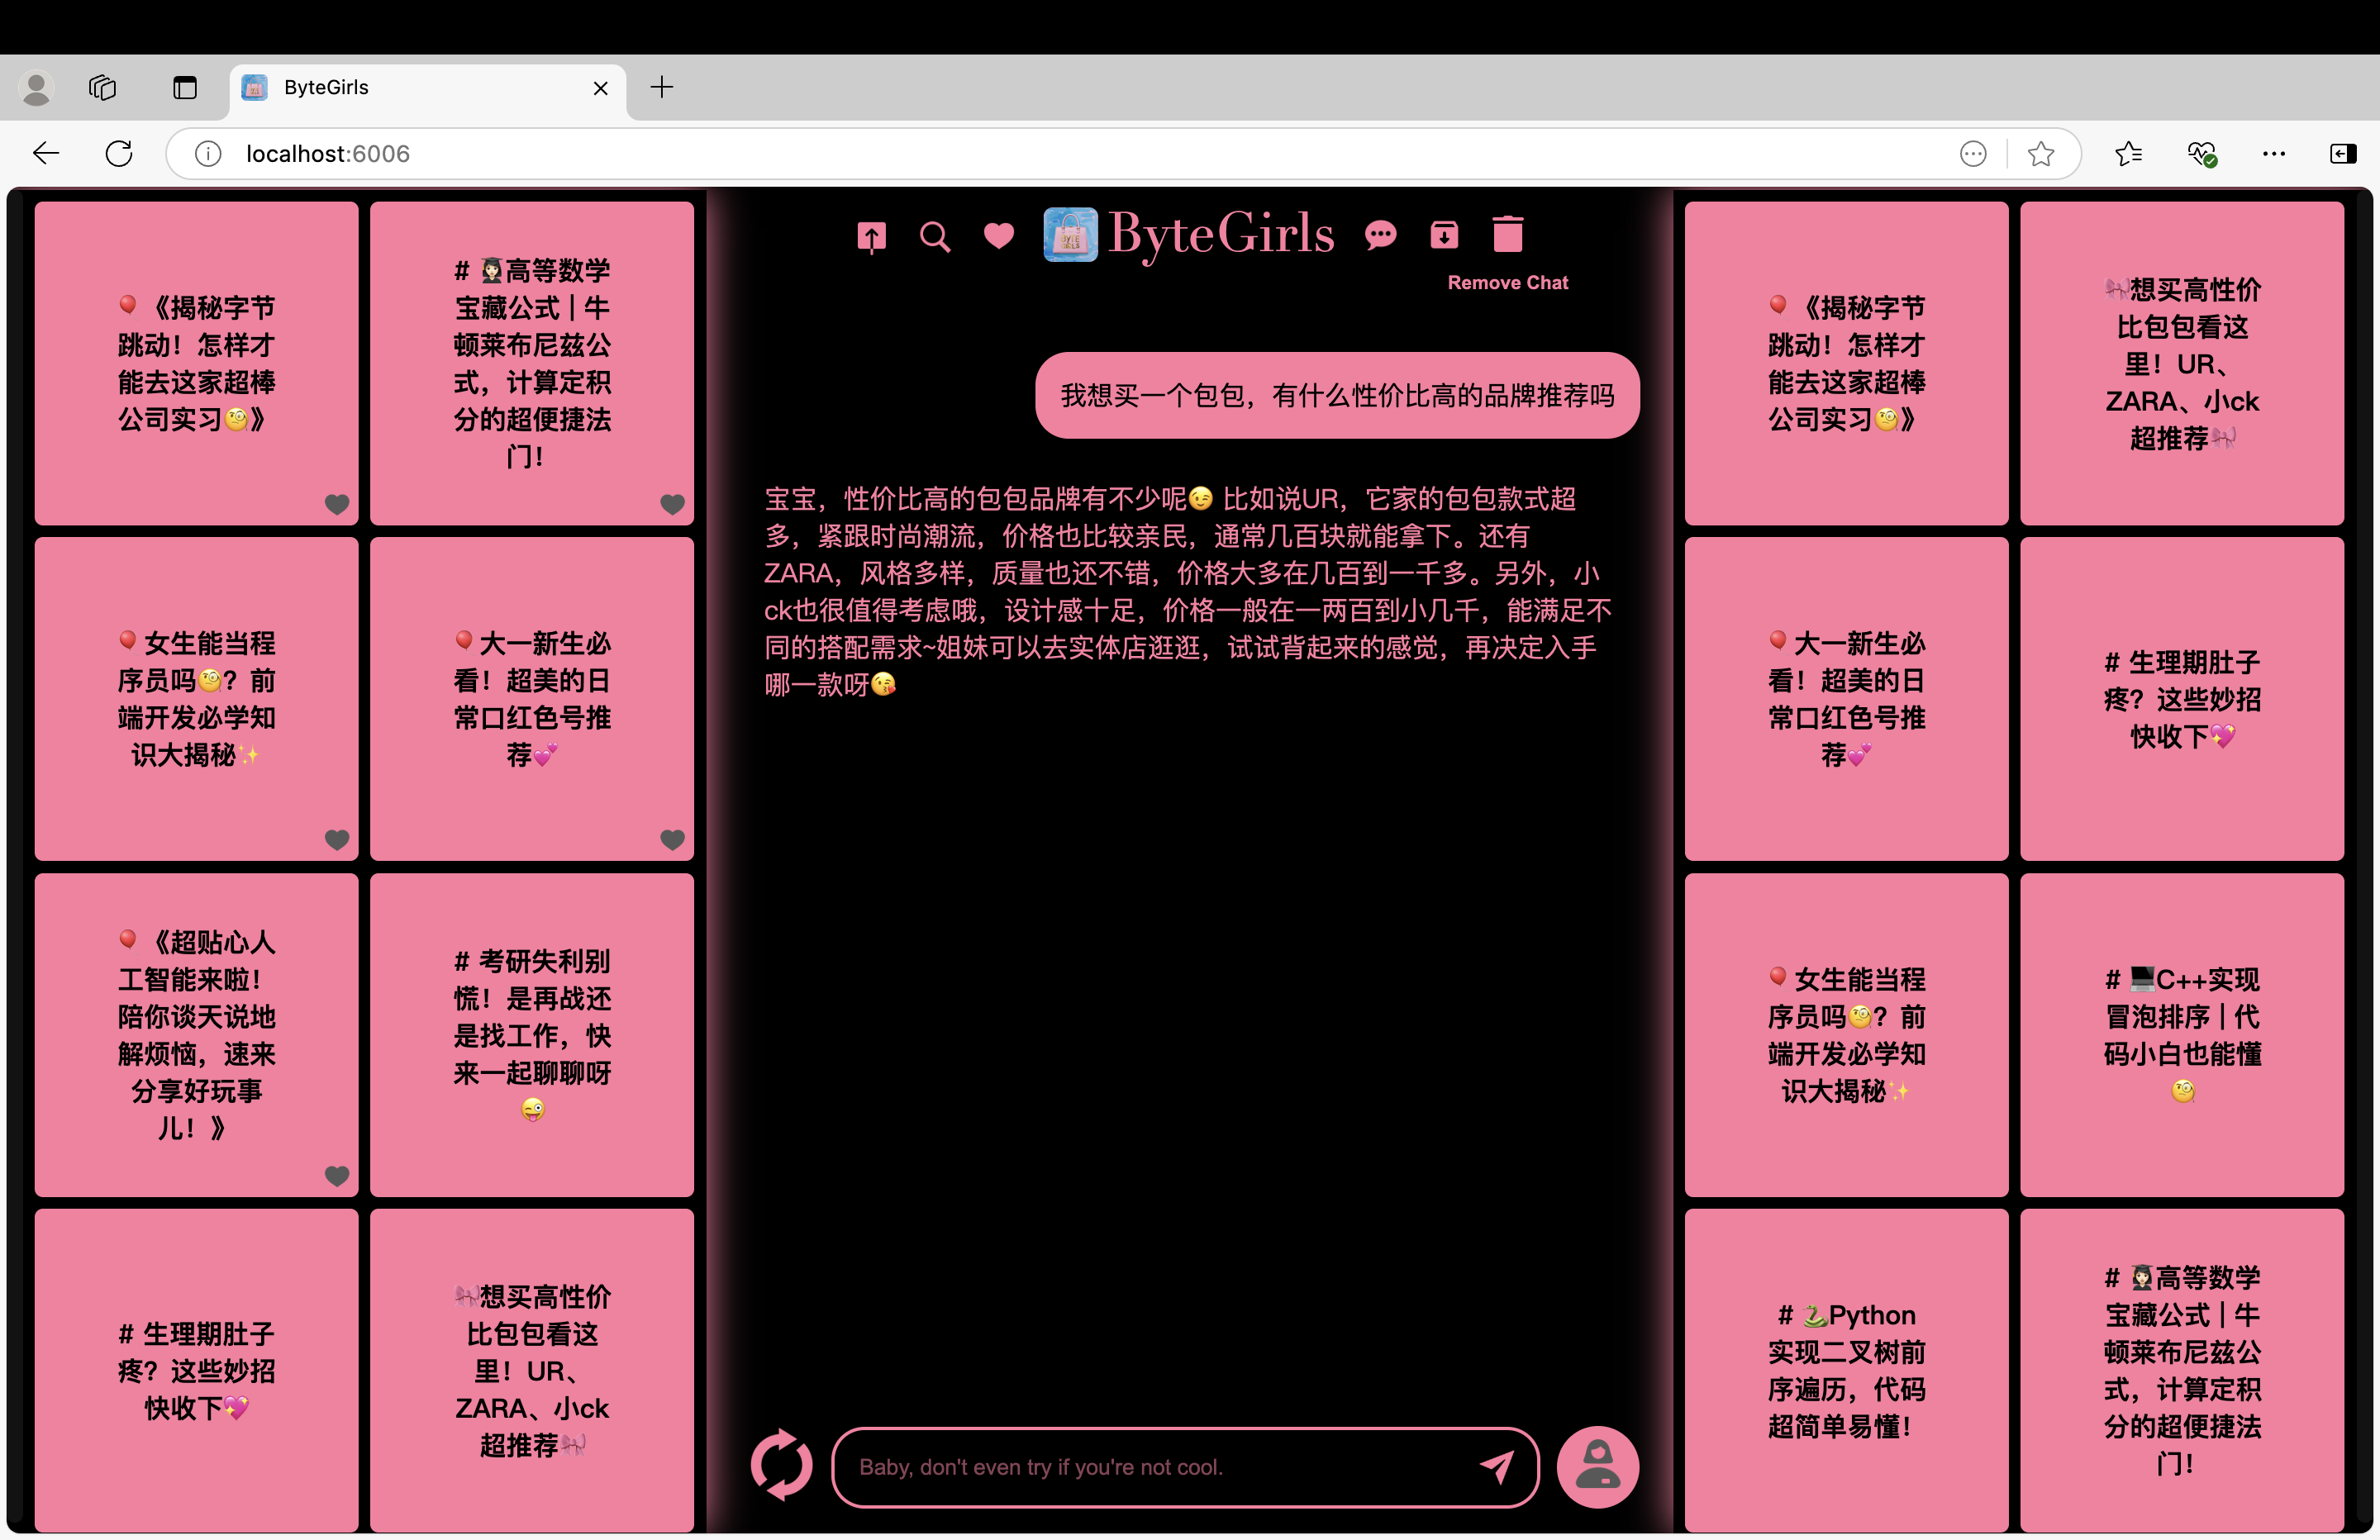 ByteGirls
localhost:6006
🎈《揭秘字节
跳动！怎样才
能去这家超棒
公司实习🧐》
# 👩🏻‍🎓高等数学
宝藏公式 | 牛
顿莱布尼兹公
式，计算定积
分的超便捷法
门！
🎈女生能当程
序员吗🧐？前
端开发必学知
识大揭秘✨
🎈大一新生必
看！超美的日
常口红色号推
荐💕
🎈《超贴心人
工智能来啦！
陪你谈天说地
解烦恼，速来
分享好玩事
儿！》
# 考研失利别
慌！是再战还
是找工作，快
来一起聊聊呀
😜
# 生理期肚子
疼？这些妙招
快收下💖
🎀想买高性价
比包包看这
里！UR、
ZARA、小ck
超推荐🎀
BYTE
GIRLS
ByteGirls
Remove Chat
我想买一个包包，有什么性价比高的品牌推荐吗
宝宝，性价比高的包包品牌有不少呢😉 比如说UR，它家的包包款式超
多，紧跟时尚潮流，价格也比较亲民，通常几百块就能拿下。还有
ZARA，风格多样，质量也还不错，价格大多在几百到一千多。另外，小
ck也很值得考虑哦，设计感十足，价格一般在一两百到小几千，能满足不
同的搭配需求~姐妹可以去实体店逛逛，试试背起来的感觉，再决定入手
哪一款呀😘
Baby, don't even try if you're not cool.
🎈《揭秘字节
跳动！怎样才
能去这家超棒
公司实习🧐》
🎀想买高性价
比包包看这
里！UR、
ZARA、小ck
超推荐🎀
🎈大一新生必
看！超美的日
常口红色号推
荐💕
# 生理期肚子
疼？这些妙招
快收下💖
🎈女生能当程
序员吗🧐？前
端开发必学知
识大揭秘✨
# 💻C++实现
冒泡排序 | 代
码小白也能懂
🧐
# 🐍Python
实现二叉树前
序遍历，代码
超简单易懂！
# 👩🏻‍🎓高等数学
宝藏公式 | 牛
顿莱布尼兹公
式，计算定积
分的超便捷法
门！